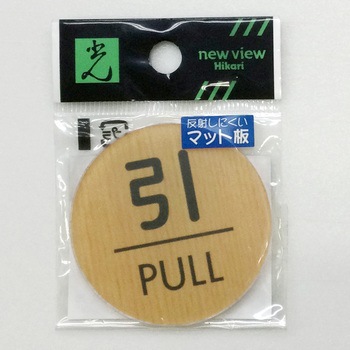 光
new view
Hikari
反射しにくい
マット板
引
PULL